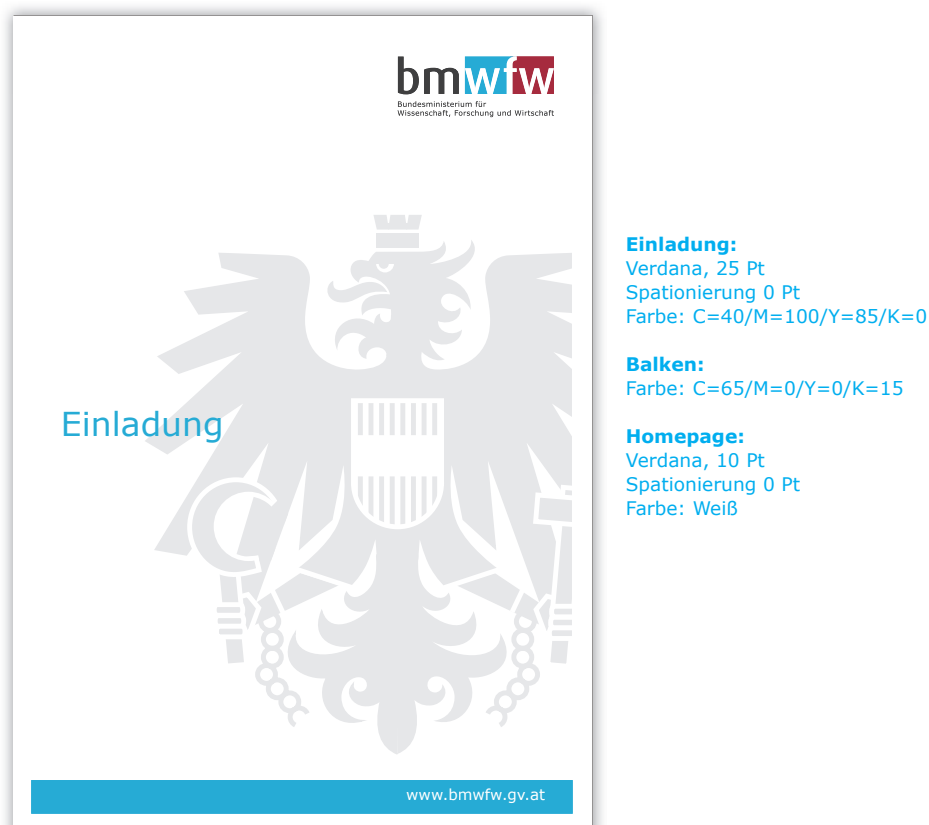 bmwfw
Bundesministerium für
Wissenschaft, Forschung und Wirtschaft
Einladung
www.bmwfw.gv.at
Einladung:
Verdana, 25 Pt
Spationierung 0 Pt
Farbe: C=40/M=100/Y=85/K=0
Balken:
Farbe: C=65/M=0/Y=0/K=15
Homepage:
Verdana, 10 Pt
Spationierung 0 Pt
Farbe: Weiß